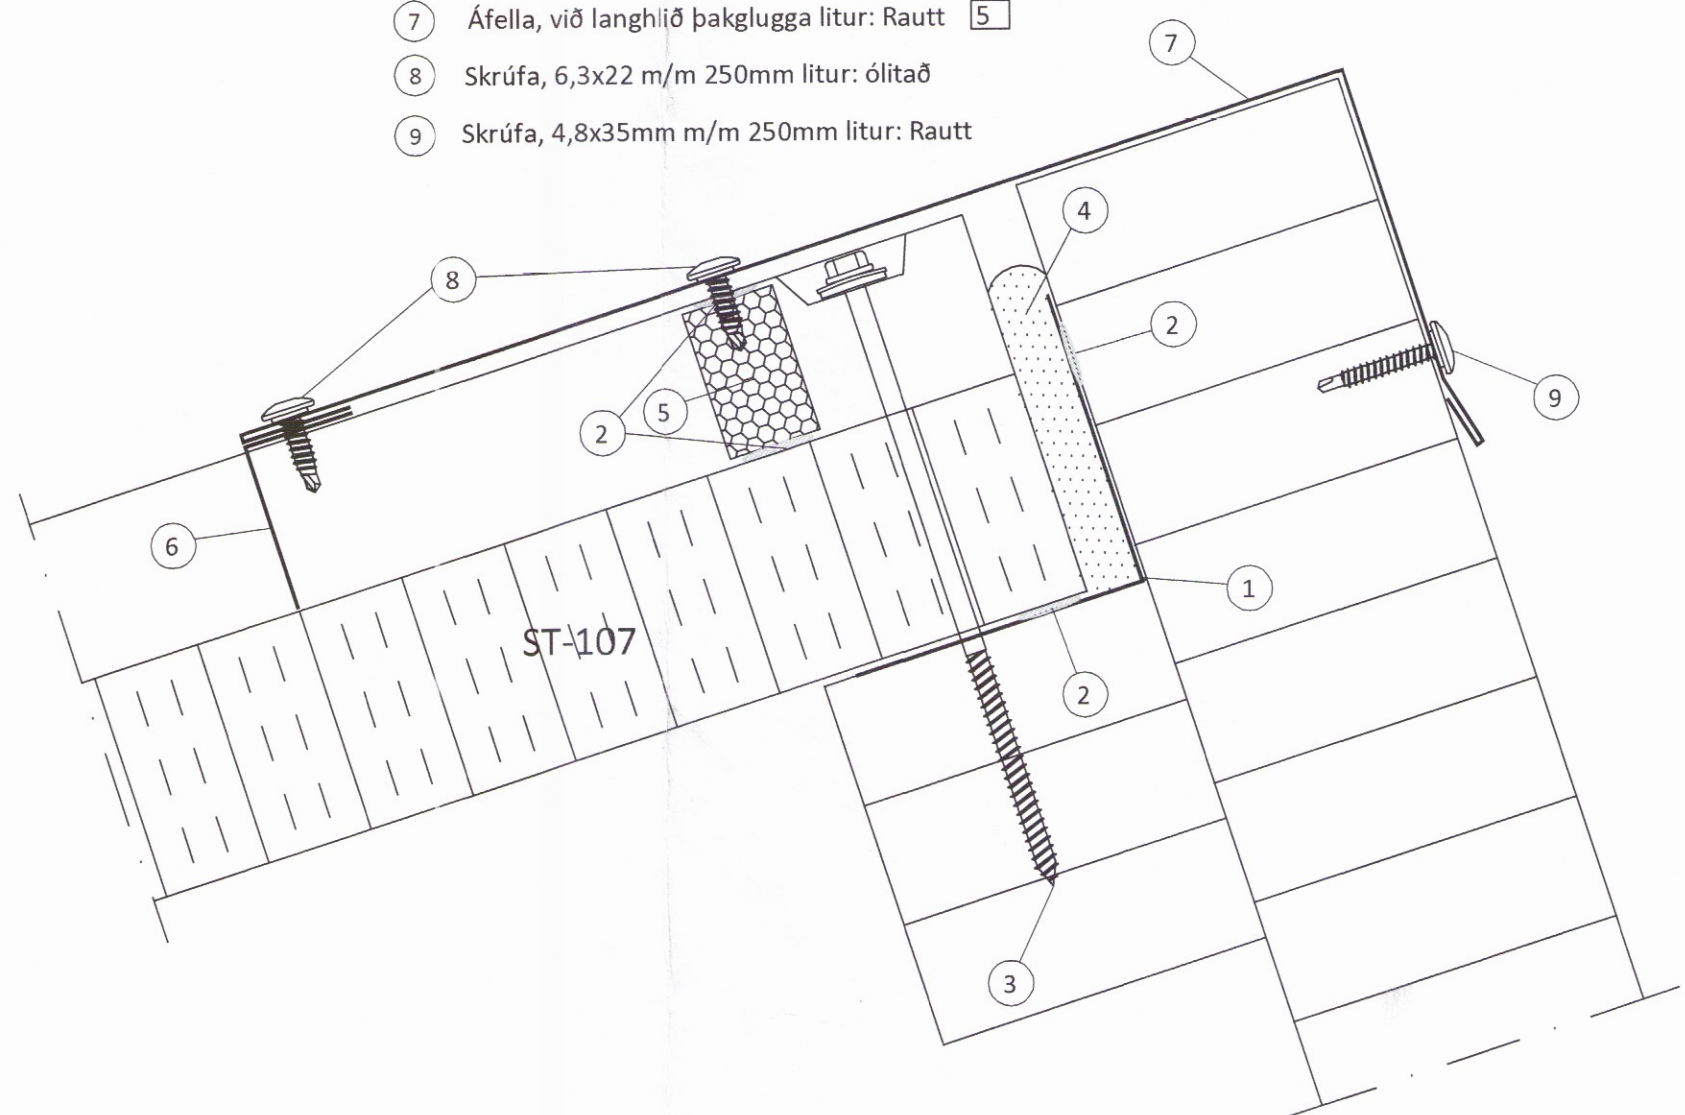 7 Áfella, við langhlið þakglugga litur: Rautt 5
8 Skrúfa, 6,3x22 m/m 250mm litur: ólitað
9 Skrúfa, 4,8x35mm m/m 250mm litur: Rautt
7
4
8
2
5
2
9
6
1
ST-107
2
3